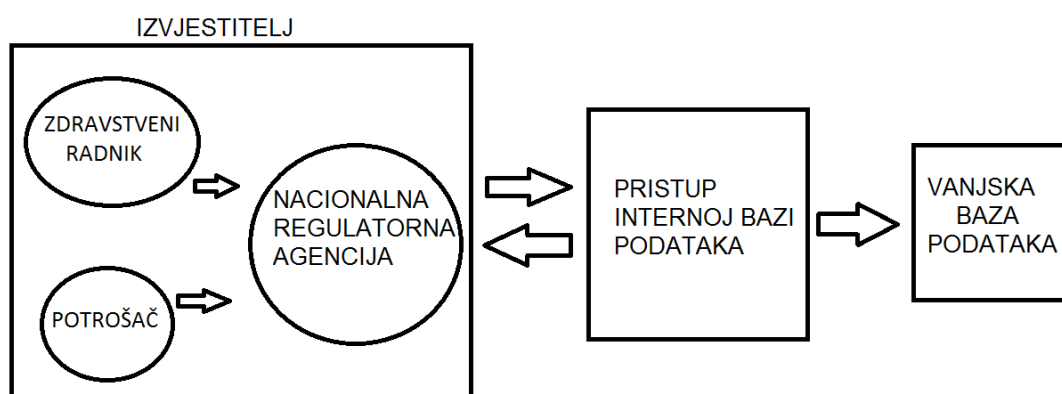 IZVJESTITELJ
ZDRAVSTVENI
RADNIK
POTROŠAČ
NACIONALNA
REGULATORNA
AGENCIJA
PRISTUP
INTERNOJ BAZI
PODATAKA
VANJSKA
BAZA
PODATAKA